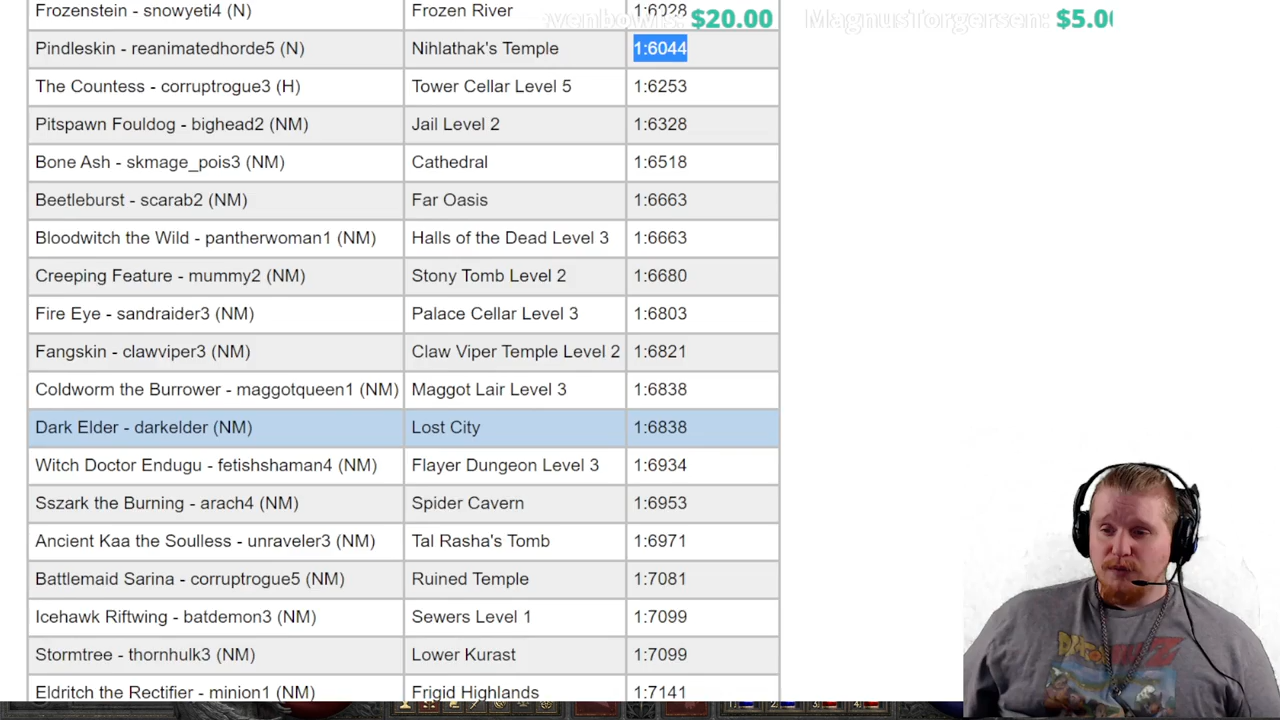 Frozenstein - snowyeti4 (N) Frozen River 1:6028
venbowls: $20.00 MagnusTorgersen: $5.00
Pindleskin - reanimatedhorde5 (N) Nihlathak's Temple 1:6044
The Countess - corruptrogue3 (H) Tower Cellar Level 5 1:6253
Pitspawn Fouldog - bighead2 (NM) Jail Level 2 1:6328
Bone Ash - skmage_pois3 (NM) Cathedral 1:6518
Beetleburst - scarab2 (NM) Far Oasis 1:6663
Bloodwitch the Wild - pantherwoman1 (NM) Halls of the Dead Level 3 1:6663
Creeping Feature - mummy2 (NM) Stony Tomb Level 2 1:6680
Fire Eye - sandraider3 (NM) Palace Cellar Level 3 1:6803
Fangskin - clawviper3 (NM) Claw Viper Temple Level 2 1:6821
Coldworm the Burrower - maggotqueen1 (NM) Maggot Lair Level 3 1:6838
Dark Elder - darkelder (NM) Lost City 1:6838
Witch Doctor Endugu - fetishshaman4 (NM) Flayer Dungeon Level 3 1:6934
Sszark the Burning - arach4 (NM) Spider Cavern 1:6953
Ancient Kaa the Soulless - unraveler3 (NM) Tal Rasha's Tomb 1:6971
Battlemaid Sarina - corruptrogue5 (NM) Ruined Temple 1:7081
Icehawk Riftwing - batdemon3 (NM) Sewers Level 1 1:7099
Stormtree - thornhulk3 (NM) Lower Kurast 1:7099
Eldritch the Rectifier - minion1 (NM) Frigid Highlands 1:7141